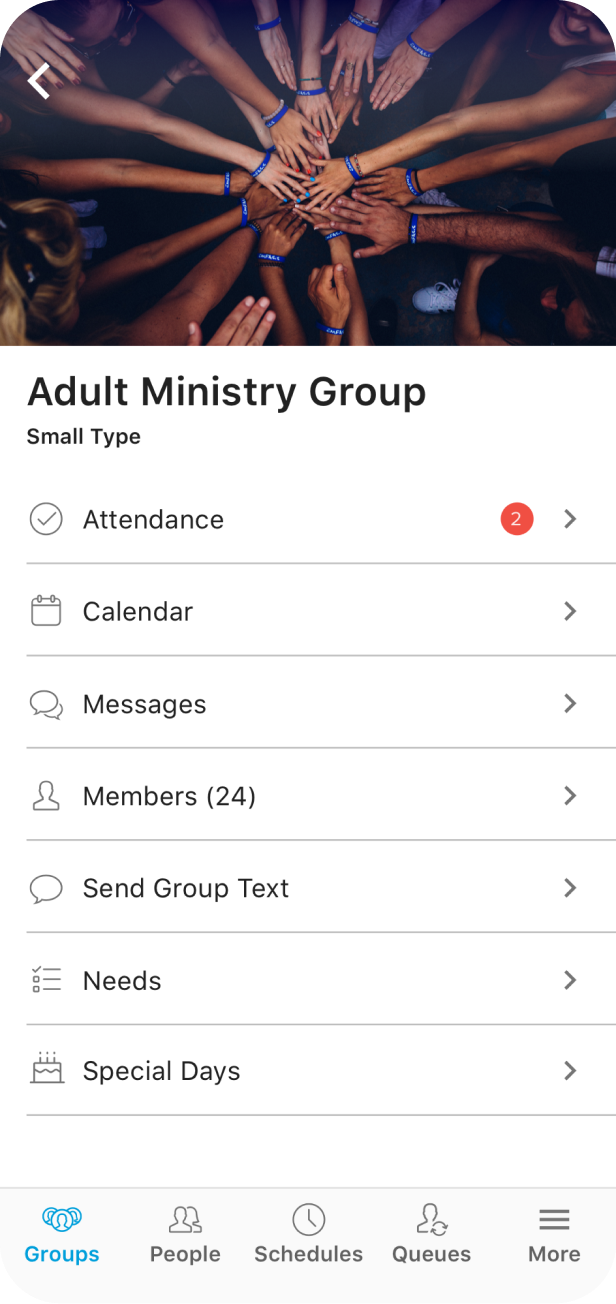 Adult Ministry Group
Small Type
Attendance 2
Calendar
Messages
Members (24)
Send Group Text
Needs
Special Days
Groups People Schedules Queues More